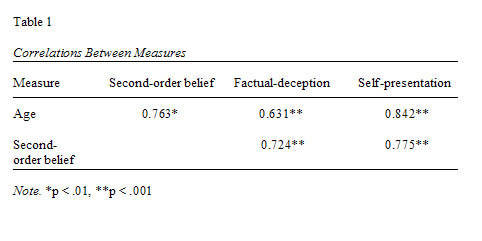 Table 1
Correlations Between Measures
Measure Second-order belief Factual-deception Self-presentation
Age 0.763* 0.631** 0.842**
Second- 0.724** 0.775**
order belief
Note. *p < .01, **p < .001